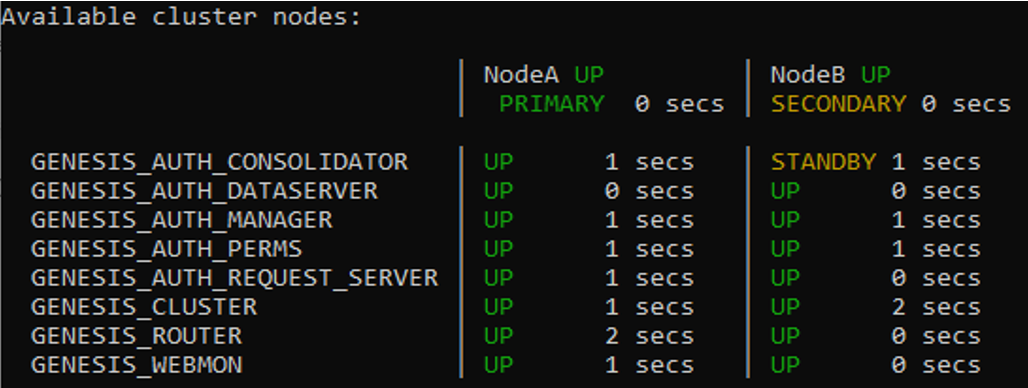 Available cluster nodes:
NodeA UP NodeB UP
PRIMARY 0 secs SECONDARY 0 secs
GENESIS_AUTH_CONSOLIDATOR UP 1 secs STANDBY 1 secs
GENESIS_AUTH_DATASERVER UP 0 secs UP 0 secs
GENESIS_AUTH_MANAGER UP 1 secs UP 1 secs
GENESIS_AUTH_PERMS UP 1 secs UP 1 secs
GENESIS_AUTH_REQUEST_SERVER UP 1 secs UP 0 secs
GENESIS_CLUSTER UP 1 secs UP 2 secs
GENESIS_ROUTER UP 2 secs UP 0 secs
GENESIS_WEBMON UP 1 secs UP 0 secs